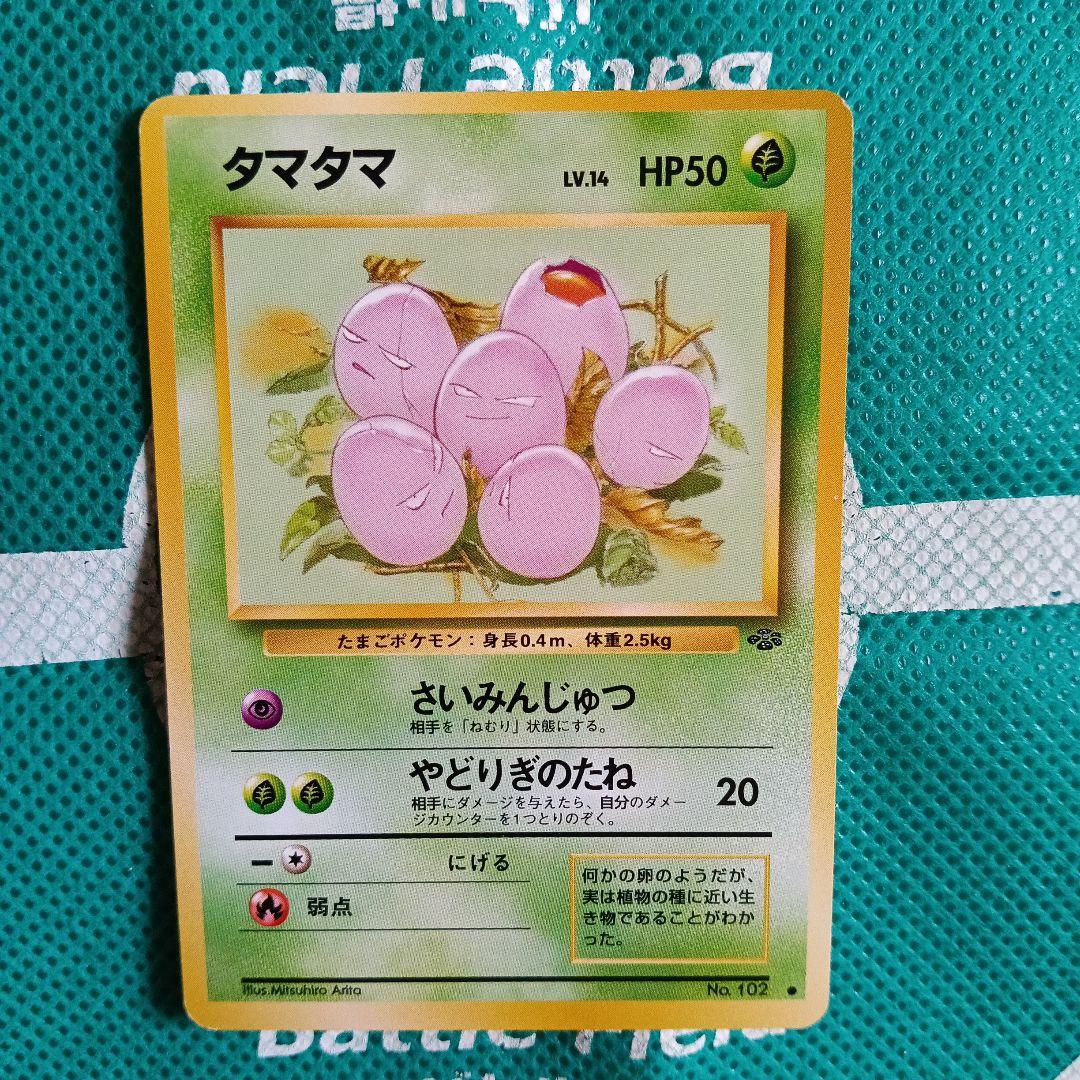 Battle Field
タマタマ LV.14 HP50
たまごポケモン：身長0.4m、体重2.5kg
さいみんじゅつ
相手を「ねむり」状態にする。
やどりぎのたね 20
相手にダメージを与えたら、自分のダメー
ジカウンターを1つとりのぞく。
にげる
弱点
何かの卵のようだが、
実は植物の種に近い生
き物であることがわか
った。
Illus.Mitsuhiro Arita No. 102
Battle Field